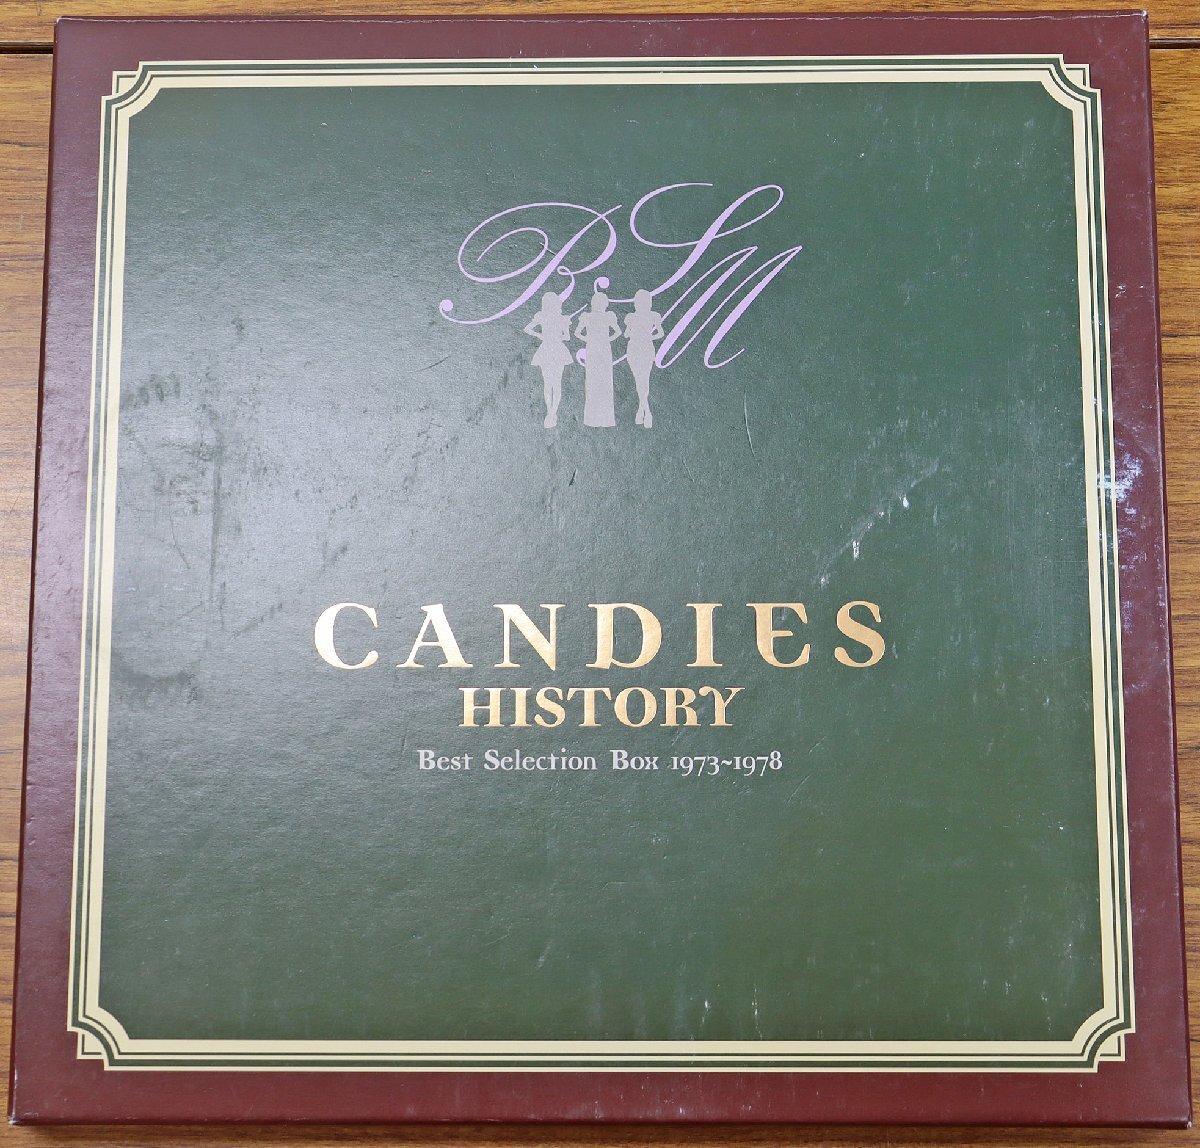 RSM
CANDIES
HISTORY
Best Selection Box 1973~1978